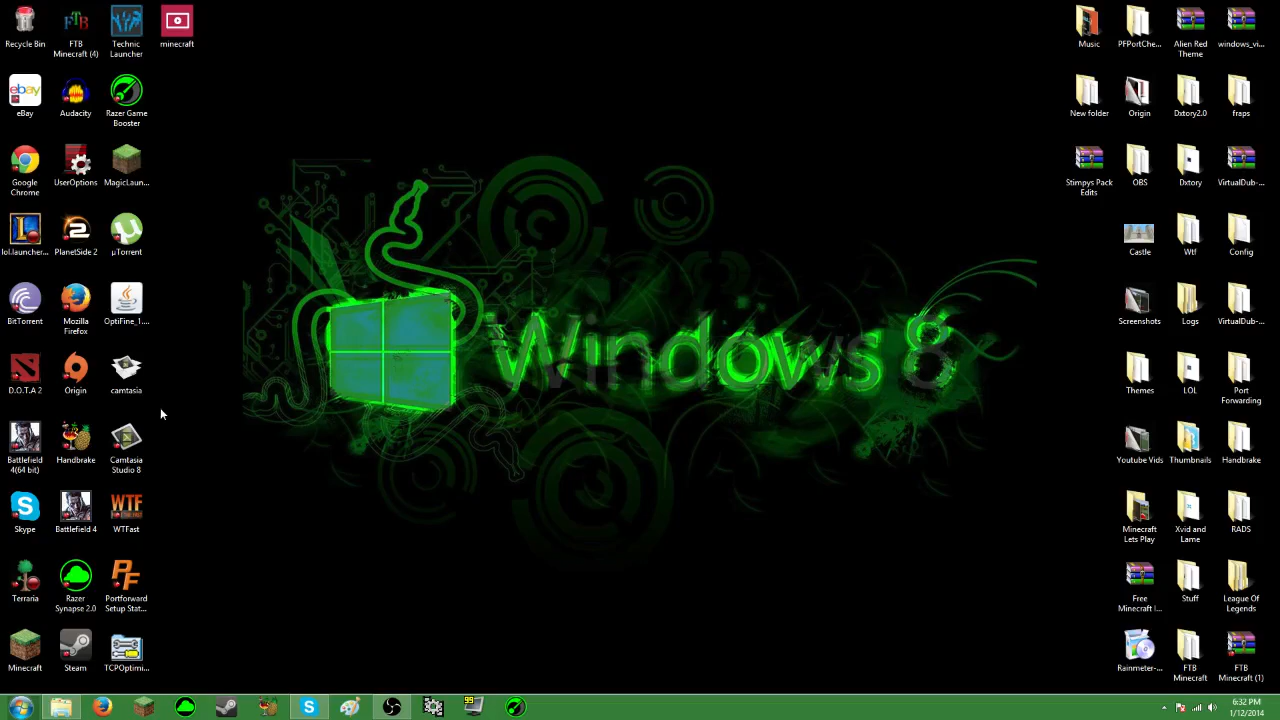 Recycle Bin
FTB
Minecraft (4)
Technic
Launcher
minecraft
eBay
Audacity
Razer Game
Booster
Google
Chrome
UserOptions
MagicLaun...
lol.launcher...
PlanetSide 2
µTorrent
BitTorrent
Mozilla
Firefox
OptiFine_1....
D.O.T.A 2
Origin
camtasia
Battlefield
4(64 bit)
Handbrake
Camtasia
Studio 8
Skype
Battlefield 4
WTF
WTFast
Terraria
Razer
Synapse 2.0
Portforward
Setup Stat...
Minecraft
Steam
TCPOptimi...
Windows 8
Music
PFPortChe...
Alien Red
Theme
windows_vi...
New folder
Origin
Dxtory2.0
fraps
Stimpys Pack
Edits
OBS
Dxtory
VirtualDub-...
Castle
Wtf
Config
Screenshots
Logs
VirtualDub-...
Themes
LOL
Port
Forwarding
Youtube Vids
Thumbnails
Handbrake
Minecraft
Lets Play
Xvid and
Lame
RADS
Free
Minecraft I...
Stuff
League Of
Legends
Rainmeter-...
FTB
Minecraft
FTB
Minecraft (1)
99
6:32 PM
1/12/2014